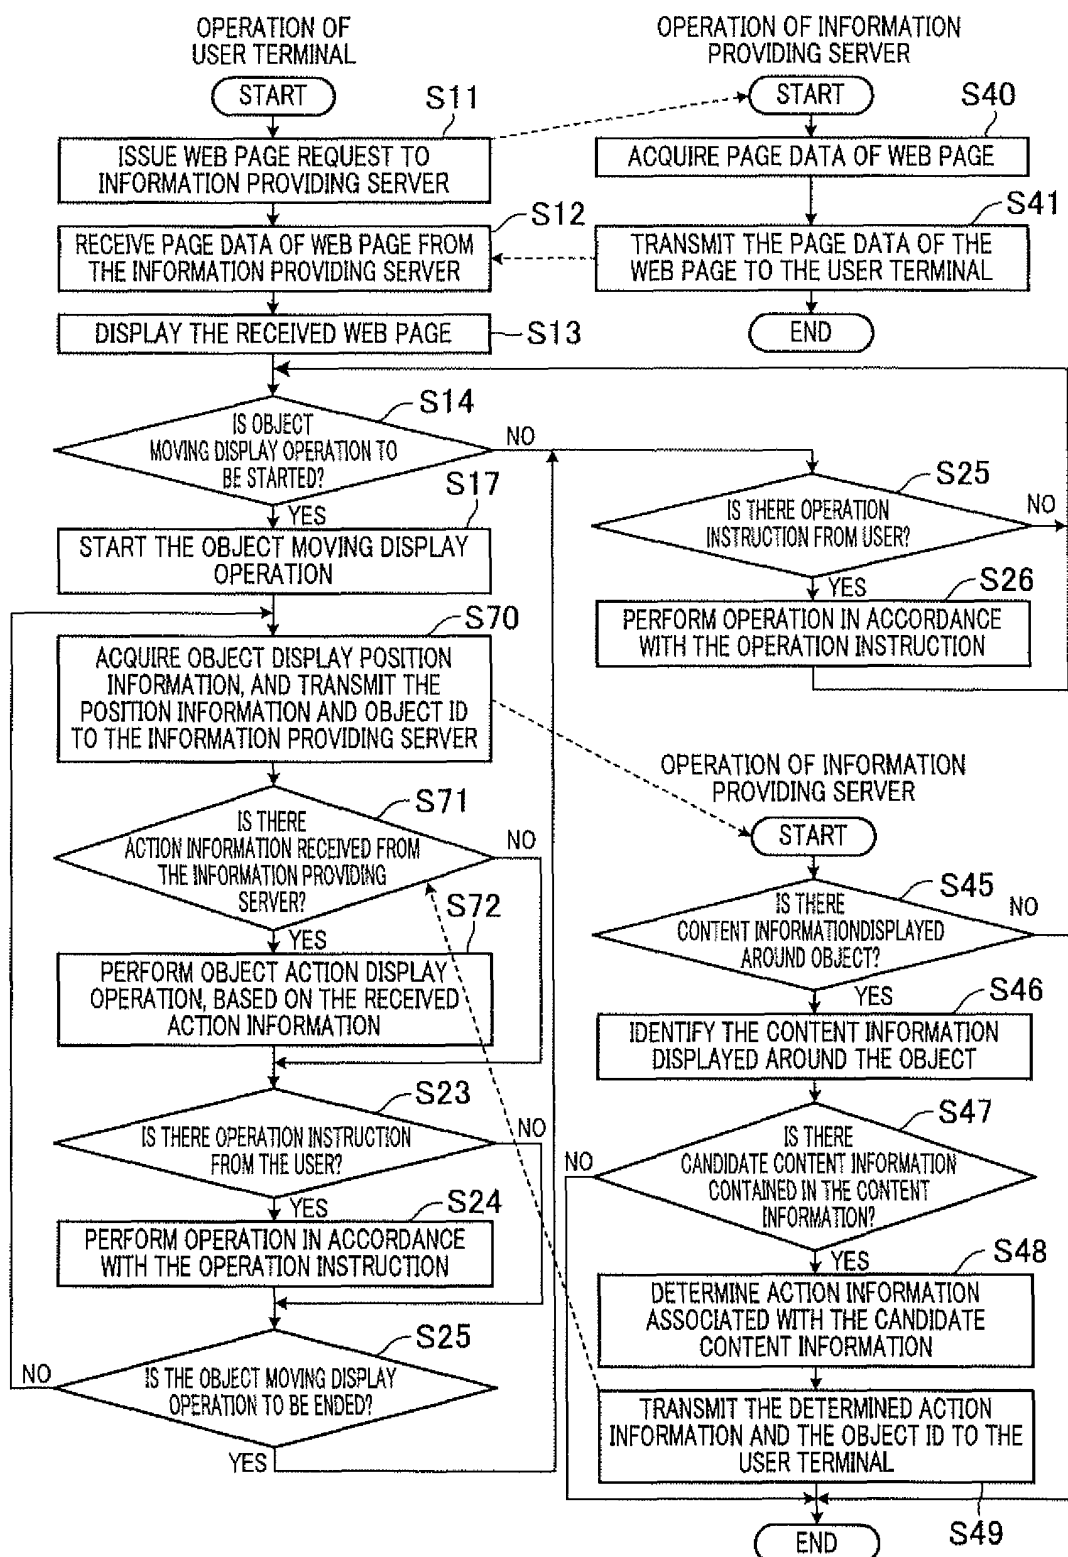 OPERATION OF
USER TERMINAL
START
S11
ISSUE WEB PAGE REQUEST TO
INFORMATION PROVIDING SERVER
S12
RECEIVE PAGE DATA OF WEB PAGE FROM
THE INFORMATION PROVIDING SERVER
DISPLAY THE RECEIVED WEB PAGE
S13
S14
IS OBJECT
MOVING DISPLAY OPERATION TO
BE STARTED?
NO
YES
S17
START THE OBJECT MOVING DISPLAY
OPERATION
S70
ACQUIRE OBJECT DISPLAY POSITION
INFORMATION, AND TRANSMIT THE
POSITION INFORMATION AND OBJECT ID
TO THE INFORMATION PROVIDING SERVER
S71
IS THERE
ACTION INFORMATION RECEIVED FROM
THE INFORMATION PROVIDING
SERVER?
NO
YES
S72
PERFORM OBJECT ACTION DISPLAY
OPERATION, BASED ON THE RECEIVED
ACTION INFORMATION
S23
IS THERE OPERATION INSTRUCTION
FROM THE USER?
NO
YES
S24
PERFORM OPERATION IN ACCORDANCE
WITH THE OPERATION INSTRUCTION
S25
IS THE OBJECT MOVING DISPLAY
OPERATION TO BE ENDED?
NO
YES
OPERATION OF INFORMATION
PROVIDING SERVER
START
S40
ACQUIRE PAGE DATA OF WEB PAGE
S41
TRANSMIT THE PAGE DATA OF THE
WEB PAGE TO THE USER TERMINAL
END
S25
IS THERE OPERATION
INSTRUCTION FROM USER?
NO
YES
S26
PERFORM OPERATION IN ACCORDANCE
WITH THE OPERATION INSTRUCTION
OPERATION OF INFORMATION
PROVIDING SERVER
START
S45
IS THERE
CONTENT INFORMATIONDISPLAYED
AROUND OBJECT?
NO
YES
S46
IDENTIFY THE CONTENT INFORMATION
DISPLAYED AROUND THE OBJECT
S47
IS THERE
CANDIDATE CONTENT INFORMATION
CONTAINED IN THE CONTENT
INFORMATION?
NO
YES
S48
DETERMINE ACTION INFORMATION
ASSOCIATED WITH THE CANDIDATE
CONTENT INFORMATION
TRANSMIT THE DETERMINED ACTION
INFORMATION AND THE OBJECT ID TO THE
USER TERMINAL
S49
END